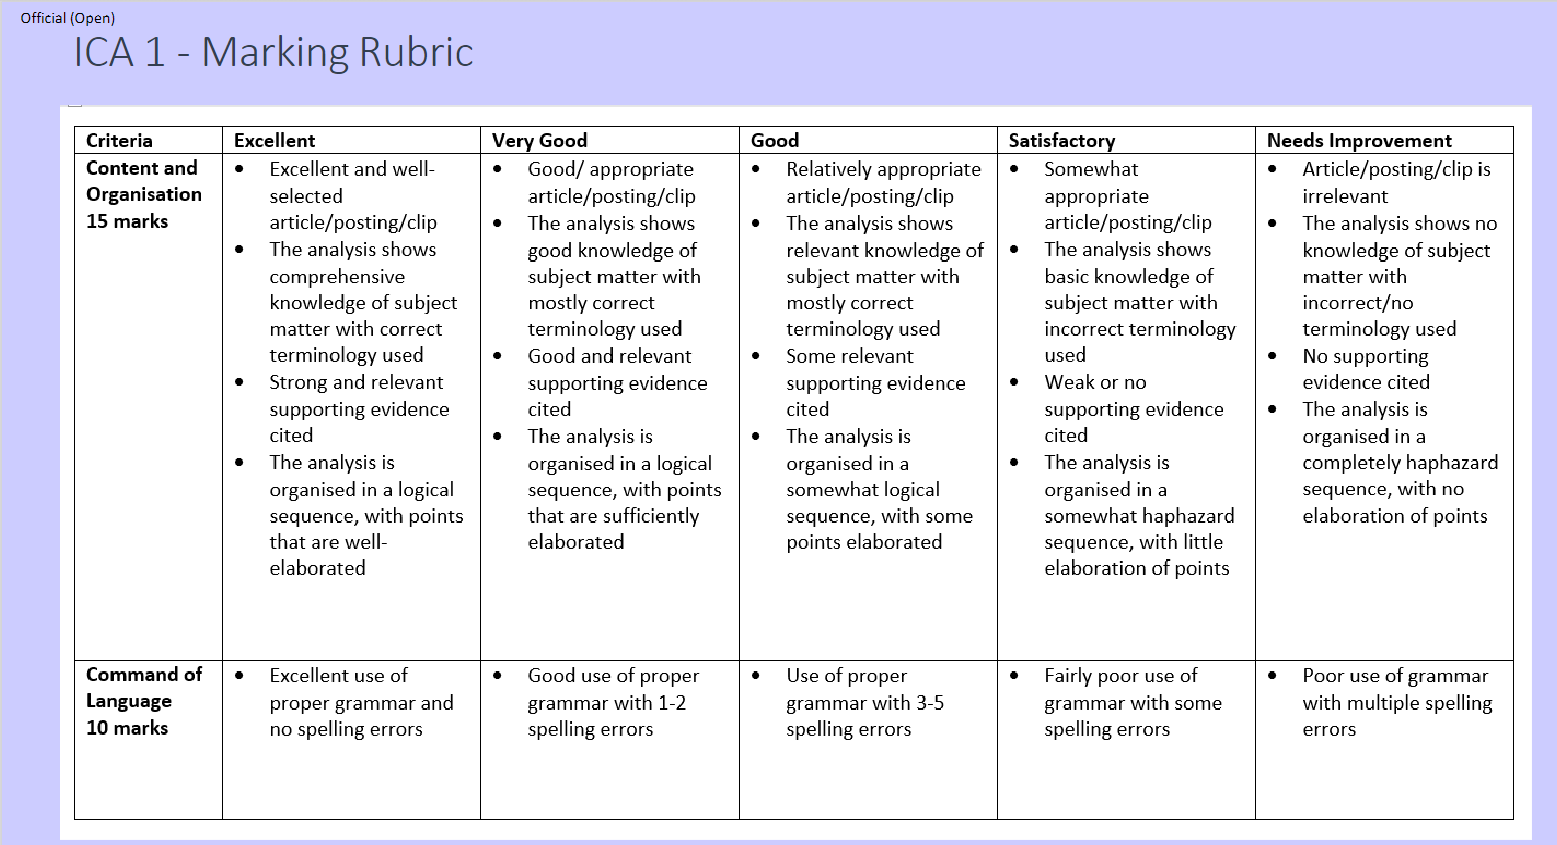 Official (Open)
ICA 1 - Marking Rubric
Criteria
Excellent
Very Good
Good
Satisfactory
Needs Improvement
Content and
Organisation
15 marks
• Excellent and well-
selected
article/posting/clip
• The analysis shows
comprehensive
knowledge of subject
matter with correct
terminology used
• Strong and relevant
supporting evidence
cited
• The analysis is
organised in a logical
sequence, with points
that are well-
elaborated
• Good/ appropriate
article/posting/clip
• The analysis shows
good knowledge of
subject matter with
mostly correct
terminology used
• Good and relevant
supporting evidence
cited
• The analysis is
organised in a logical
sequence, with points
that are sufficiently
elaborated
• Relatively appropriate
article/posting/clip
• The analysis shows
relevant knowledge of
subject matter with
mostly correct
terminology used
• Some relevant
supporting evidence
cited
• The analysis is
organised in a
somewhat logical
sequence, with some
points elaborated
• Somewhat
appropriate
article/posting/clip
• The analysis shows
basic knowledge of
subject matter with
incorrect terminology
used
• Weak or no
supporting evidence
cited
• The analysis is
organised in a
somewhat haphazard
sequence, with little
elaboration of points
• Article/posting/clip is
irrelevant
• The analysis shows no
knowledge of subject
matter with
incorrect/no
terminology used
• No supporting
evidence cited
• The analysis is
organised in a
completely haphazard
sequence, with no
elaboration of points
Command of
Language
10 marks
• Excellent use of
proper grammar and
no spelling errors
• Good use of proper
grammar with 1-2
spelling errors
• Use of proper
grammar with 3-5
spelling errors
• Fairly poor use of
grammar with some
spelling errors
• Poor use of grammar
with multiple spelling
errors